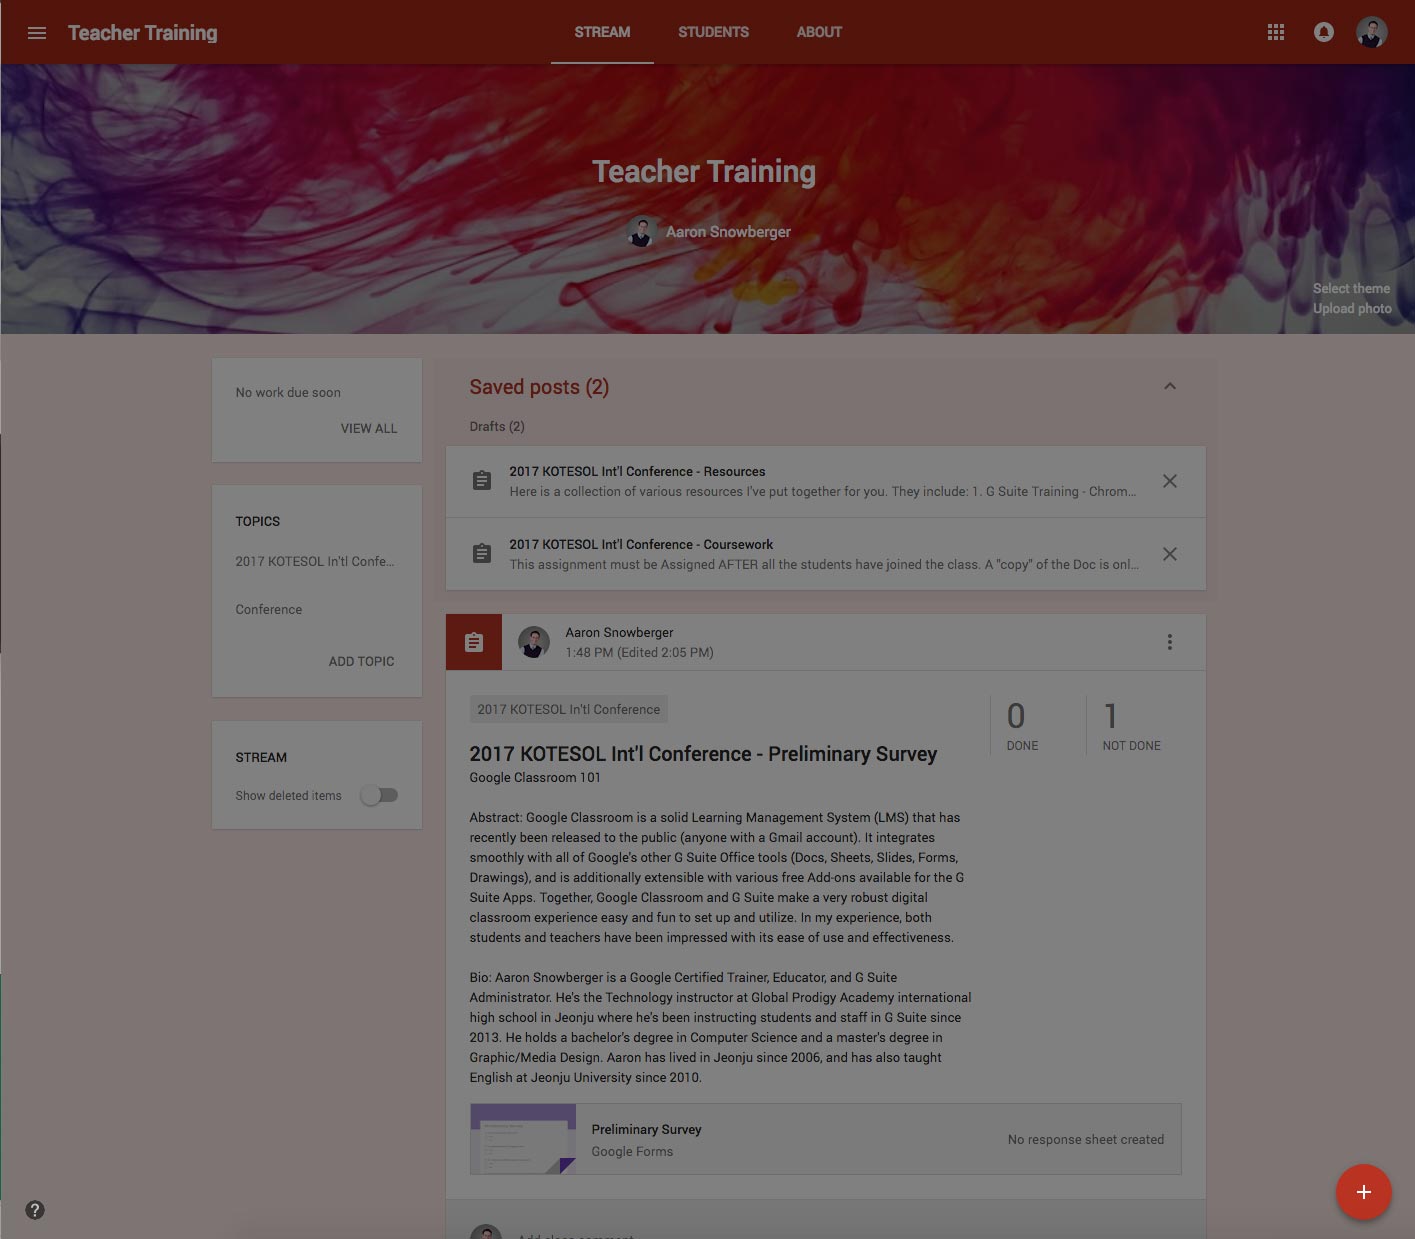 Teacher Training
STREAM
STUDENTS
ABOUT
Teacher Training
Aaron Snowberger
Select theme
Upload photo
No work due soon
VIEW ALL
TOPICS
2017 KOTESOL In'tl Confe...
Conference
ADD TOPIC
STREAM
Show deleted items
Saved posts (2)
Drafts (2)
2017 KOTESOL Int'l Conference - Resources
Here is a collection of various resources I've put together for you. They include: 1. G Suite Training - Chrom...
2017 KOTESOL Int'l Conference - Coursework
This assignment must be Assigned AFTER all the students have joined the class. A "copy" of the Doc is onl...
Aaron Snowberger
1:48 PM (Edited 2:05 PM)
2017 KOTESOL In'tl Conference
0
DONE
1
NOT DONE
2017 KOTESOL Int'l Conference - Preliminary Survey
Google Classroom 101
Abstract: Google Classroom is a solid Learning Management System (LMS) that has
recently been released to the public (anyone with a Gmail account). It integrates
smoothly with all of Google's other G Suite Office tools (Docs, Sheets, Slides, Forms,
Drawings), and is additionally extensible with various free Add-ons available for the G
Suite Apps. Together, Google Classroom and G Suite make a very robust digital
classroom experience easy and fun to set up and utilize. In my experience, both
students and teachers have been impressed with its ease of use and effectiveness.
Bio: Aaron Snowberger is a Google Certified Trainer, Educator, and G Suite
Administrator. He's the Technology instructor at Global Prodigy Academy international
high school in Jeonju where he's been instructing students and staff in G Suite since
2013. He holds a bachelor's degree in Computer Science and a master's degree in
Graphic/Media Design. Aaron has lived in Jeonju since 2006, and has also taught
English at Jeonju University since 2010.
Preliminary Survey
Google Forms
No response sheet created
Add class comment